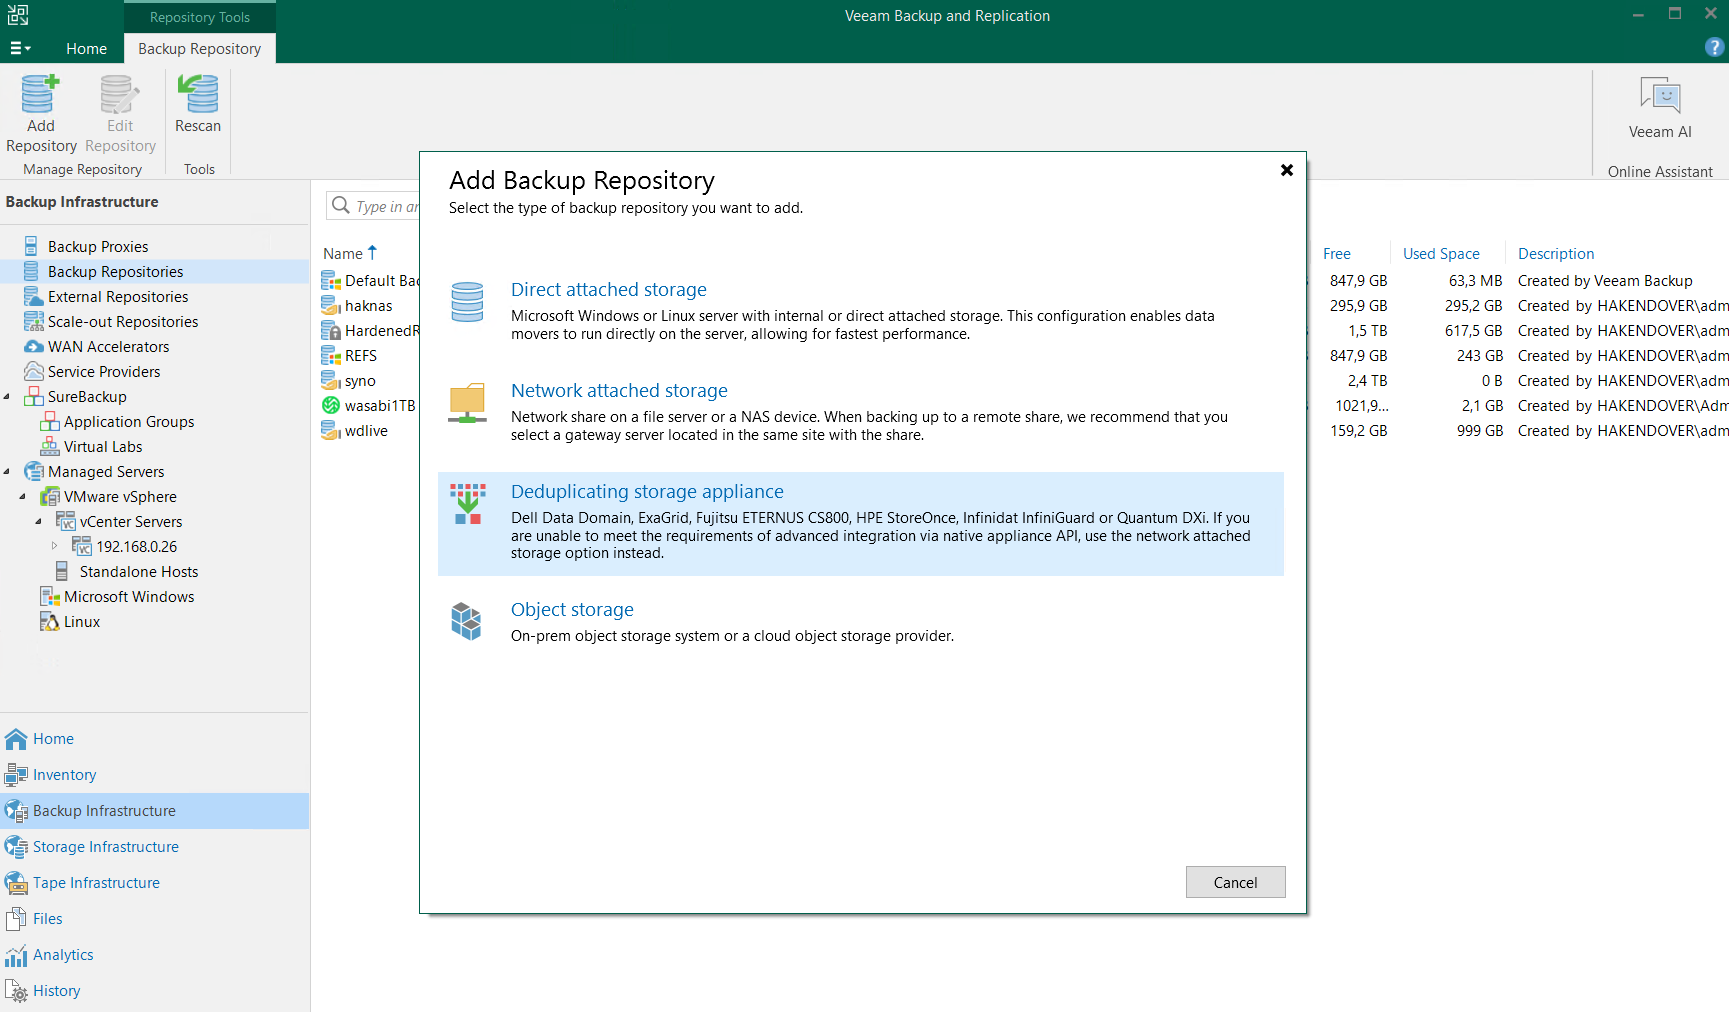 Repository Tools
Veeam Backup and Replication
Home
Backup Repository
?
Add
Repository
Edit
Repository
Rescan
Manage Repository
Tools
Veeam AI
Online Assistant
Backup Infrastructure
Backup Proxies
Backup Repositories
External Repositories
Scale-out Repositories
WAN Accelerators
Service Providers
SureBackup
Application Groups
Virtual Labs
Managed Servers
VMware vSphere
vCenter Servers
192.168.0.26
Standalone Hosts
Microsoft Windows
Linux
Home
Inventory
Backup Infrastructure
Storage Infrastructure
Tape Infrastructure
Files
Analytics
History
Type in
Name Free Used Space Description
Default 847,9 GB 63,3 MB Created by Veeam Backup
haknas 295,9 GB 295,2 GB Created by HAKENDOVER\adm
1,5 TB 617,5 GB Created by HAKENDOVER\adm
REFS 847,9 GB 243 GB Created by HAKENDOVER\adm
syno 2,4 TB 0 B Created by HAKENDOVER\adm
wasabi1TB 1021,9... 2,1 GB Created by HAKENDOVER\Adm
wdlive 159,2 GB 999 GB Created by HAKENDOVER\adm
Add Backup Repository
Select the type of backup repository you want to add.
Direct attached storage
Microsoft Windows or Linux server with internal or direct attached storage. This configuration enables data
movers to run directly on the server, allowing for fastest performance.
Network attached storage
Network share on a file server or a NAS device. When backing up to a remote share, we recommend that you
select a gateway server located in the same site with the share.
Deduplicating storage appliance
Dell Data Domain, ExaGrid, Fujitsu ETERNUS CS800, HPE StoreOnce, Infinidat InfiniGuard or Quantum DXi. If you
are unable to meet the requirements of advanced integration via native appliance API, use the network attached
storage option instead.
Object storage
On-prem object storage system or a cloud object storage provider.
Cancel